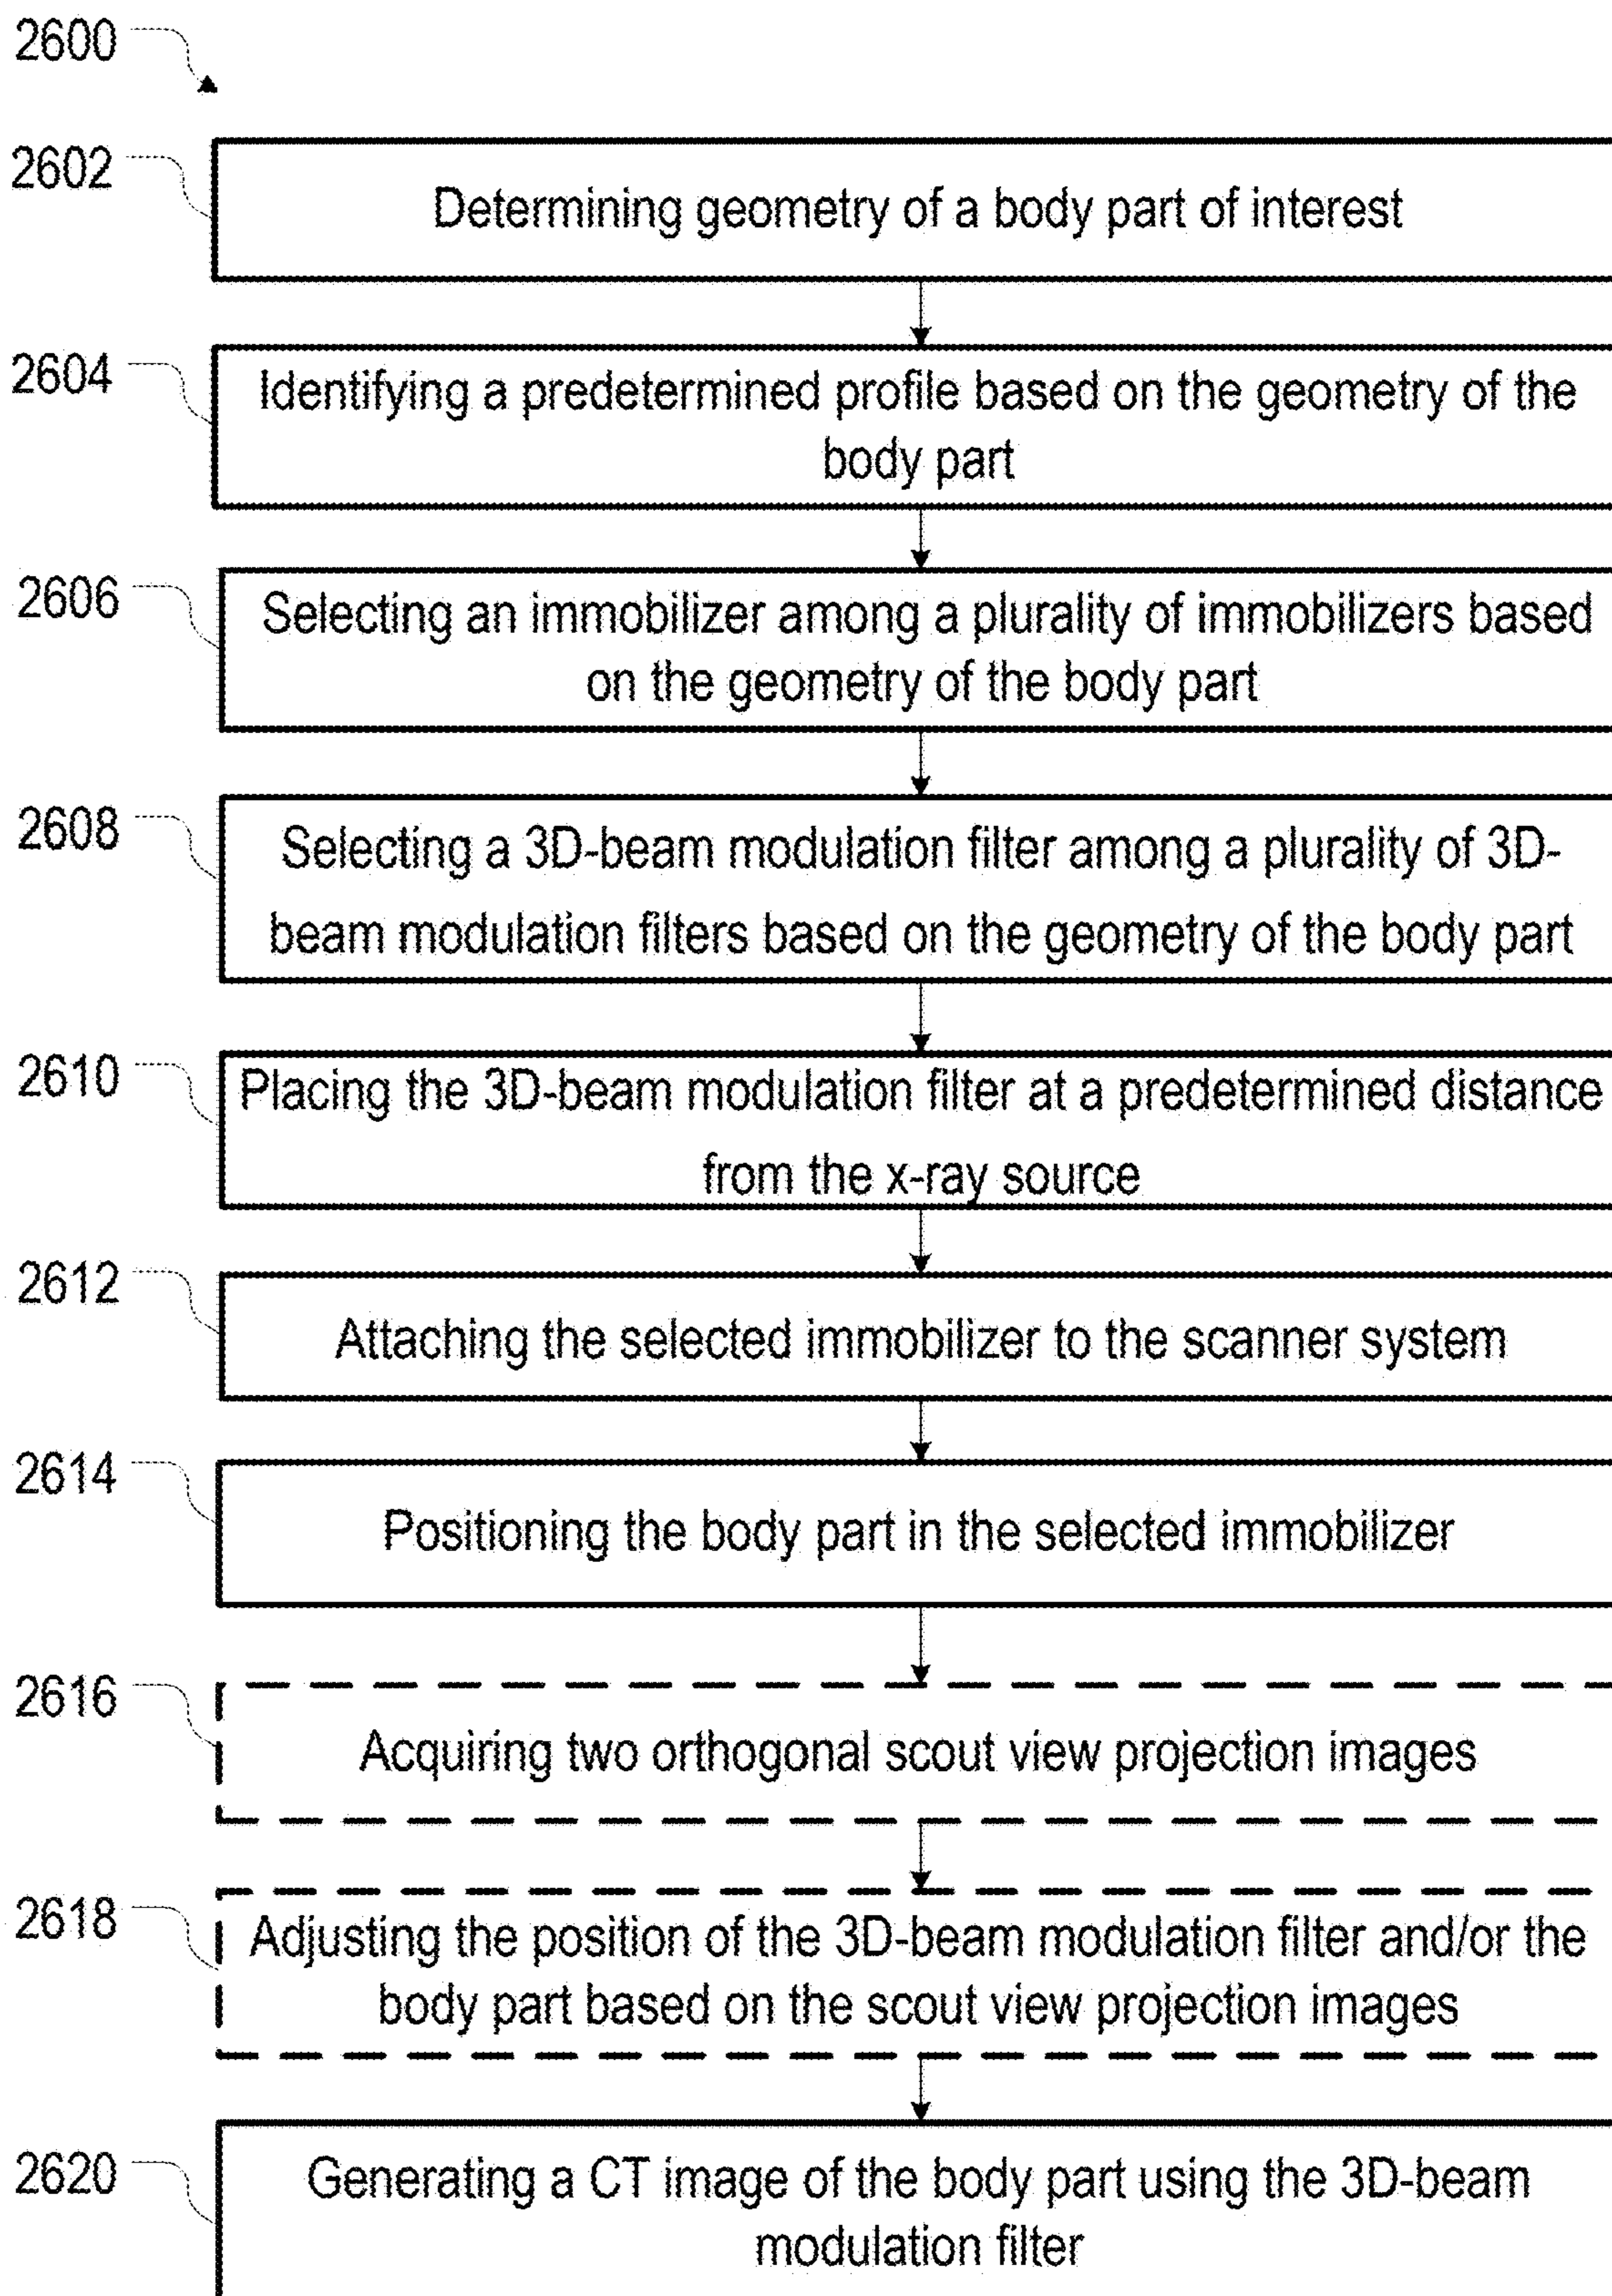 2600
2602
Determining geometry of a body part of interest
2604
Identifying a predetermined profile based on the geometry of the
body part
2606
Selecting an immobilizer among a plurality of immobilizers based
on the geometry of the body part
2608
Selecting a 3D-beam modulation filter among a plurality of 3D-
beam modulation filters based on the geometry of the body part
2610
Placing the 3D-beam modulation filter at a predetermined distance
from the x-ray source
2612
Attaching the selected immobilizer to the scanner system
2614
Positioning the body part in the selected immobilizer
2616
Acquiring two orthogonal scout view projection images
2618
Adjusting the position of the 3D-beam modulation filter and/or the
body part based on the scout view projection images
2620
Generating a CT image of the body part using the 3D-beam
modulation filter